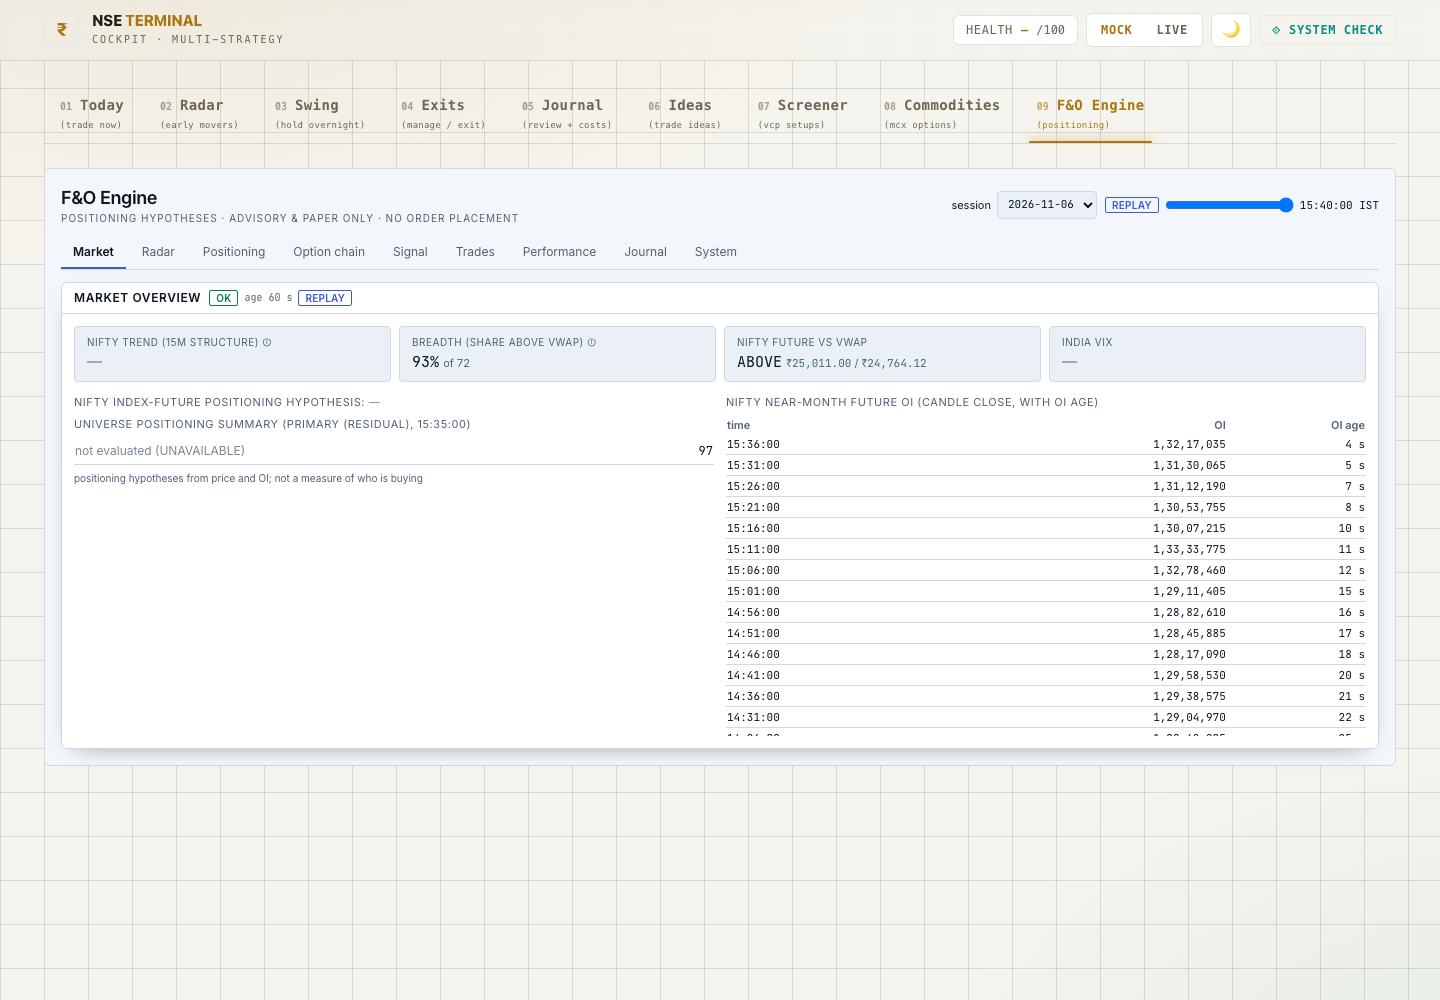 ₹ NSE TERMINAL
COCKPIT · MULTI-STRATEGY
HEALTH — /100
MOCK LIVE
SYSTEM CHECK
01 Today
(trade now)
02 Radar
(early movers)
03 Swing
(hold overnight)
04 Exits
(manage / exit)
05 Journal
(review + costs)
06 Ideas
(trade ideas)
07 Screener
(vcp setups)
08 Commodities
(mcx options)
09 F&O Engine
(positioning)
F&O Engine
POSITIONING HYPOTHESES · ADVISORY & PAPER ONLY · NO ORDER PLACEMENT
session 2026-11-06 REPLAY 15:40:00 IST
Market Radar Positioning Option chain Signal Trades Performance Journal System
MARKET OVERVIEW OK age 60 s REPLAY
NIFTY TREND (15M STRUCTURE)
—
BREADTH (SHARE ABOVE VWAP)
93% of 72
NIFTY FUTURE VS VWAP
ABOVE ₹25,011.00 / ₹24,764.12
INDIA VIX
—
NIFTY INDEX-FUTURE POSITIONING HYPOTHESIS: —
UNIVERSE POSITIONING SUMMARY (PRIMARY (RESIDUAL), 15:35:00)
not evaluated (UNAVAILABLE) 97
positioning hypotheses from price and OI; not a measure of who is buying
NIFTY NEAR-MONTH FUTURE OI (CANDLE CLOSE, WITH OI AGE)
time OI OI age
15:36:00 1,32,17,035 4 s
15:31:00 1,31,30,065 5 s
15:26:00 1,31,12,190 7 s
15:21:00 1,30,53,755 8 s
15:16:00 1,30,07,215 10 s
15:11:00 1,33,33,775 11 s
15:06:00 1,32,78,460 12 s
15:01:00 1,29,11,405 15 s
14:56:00 1,28,82,610 16 s
14:51:00 1,28,45,885 17 s
14:46:00 1,28,17,090 18 s
14:41:00 1,29,58,530 20 s
14:36:00 1,29,38,575 21 s
14:31:00 1,29,04,970 22 s